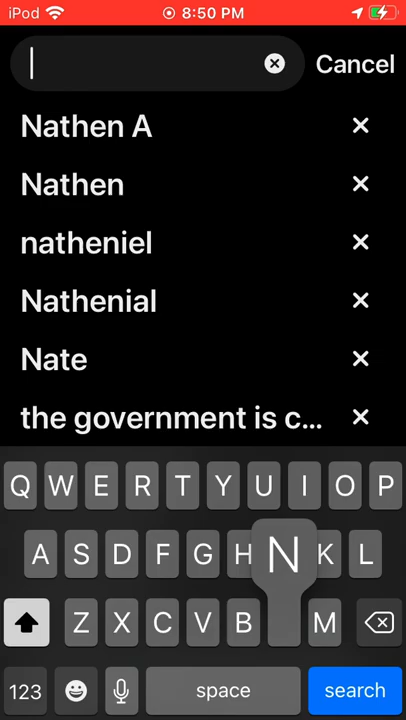 iPod 8:50 PM
Cancel
Nathen A
Nathen
natheniel
Nathenial
Nate
the government is c...
Q W E R T Y U I O P
A S D F G H N K L
Z X C V B M
123 space search